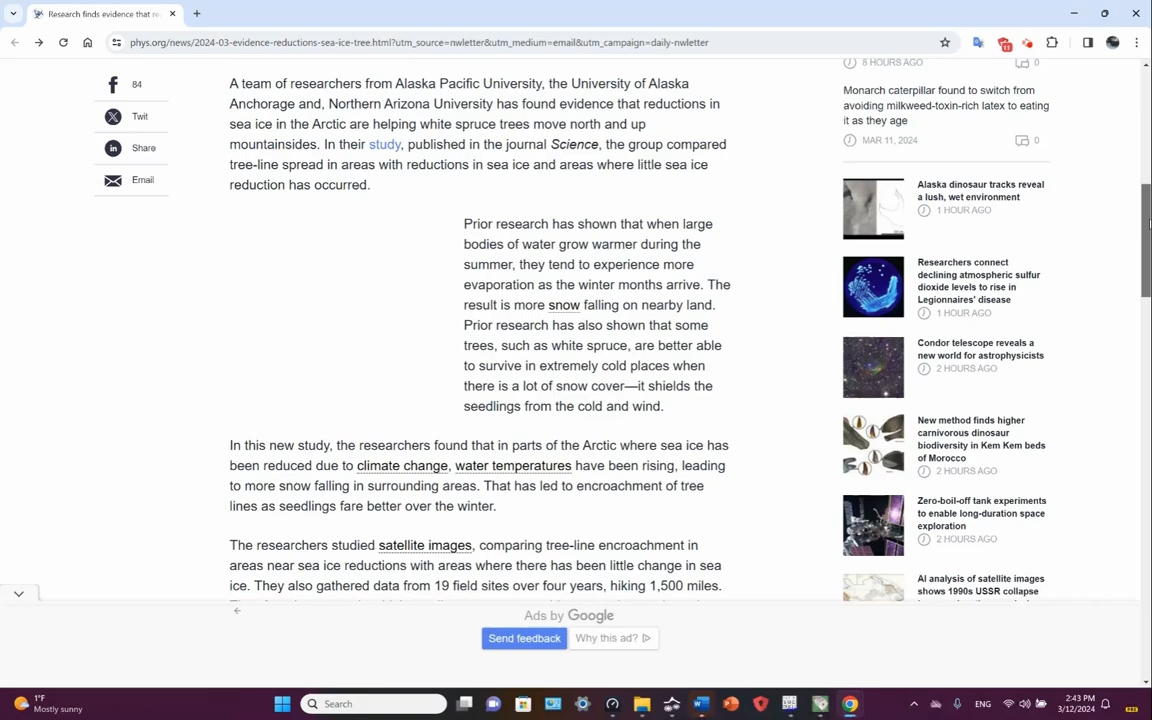 Research finds evidence that re
phys.org/news/2024-03-evidence-reductions-sea-ice-tree.html?utm_source=nwletter&utm_medium=email&utm_campaign=daily-nwletter
11
84
Twit
Share
Email
A team of researchers from Alaska Pacific University, the University of Alaska
Anchorage and, Northern Arizona University has found evidence that reductions in
sea ice in the Arctic are helping white spruce trees move north and up
mountainsides. In their study, published in the journal Science, the group compared
tree-line spread in areas with reductions in sea ice and areas where little sea ice
reduction has occurred.
Prior research has shown that when large
bodies of water grow warmer during the
summer, they tend to experience more
evaporation as the winter months arrive. The
result is more snow falling on nearby land.
Prior research has also shown that some
trees, such as white spruce, are better able
to survive in extremely cold places when
there is a lot of snow cover—it shields the
seedlings from the cold and wind.
In this new study, the researchers found that in parts of the Arctic where sea ice has
been reduced due to climate change, water temperatures have been rising, leading
to more snow falling in surrounding areas. That has led to encroachment of tree
lines as seedlings fare better over the winter.
The researchers studied satellite images, comparing tree-line encroachment in
areas near sea ice reductions with areas where there has been little change in sea
ice. They also gathered data from 19 field sites over four years, hiking 1,500 miles.
8 HOURS AGO 0
Monarch caterpillar found to switch from
avoiding milkweed-toxin-rich latex to eating
it as they age
MAR 11, 2024 0
Alaska dinosaur tracks reveal
a lush, wet environment
1 HOUR AGO
Researchers connect
declining atmospheric sulfur
dioxide levels to rise in
Legionnaires' disease
1 HOUR AGO
Condor telescope reveals a
new world for astrophysicists
2 HOURS AGO
New method finds higher
carnivorous dinosaur
biodiversity in Kem Kem beds
of Morocco
2 HOURS AGO
Zero-boil-off tank experiments
to enable long-duration space
exploration
2 HOURS AGO
AI analysis of satellite images
shows 1990s USSR collapse
Ads by Google
Send feedback Why this ad?
1°F
Mostly sunny
Search
ENG
2:43 PM
3/12/2024